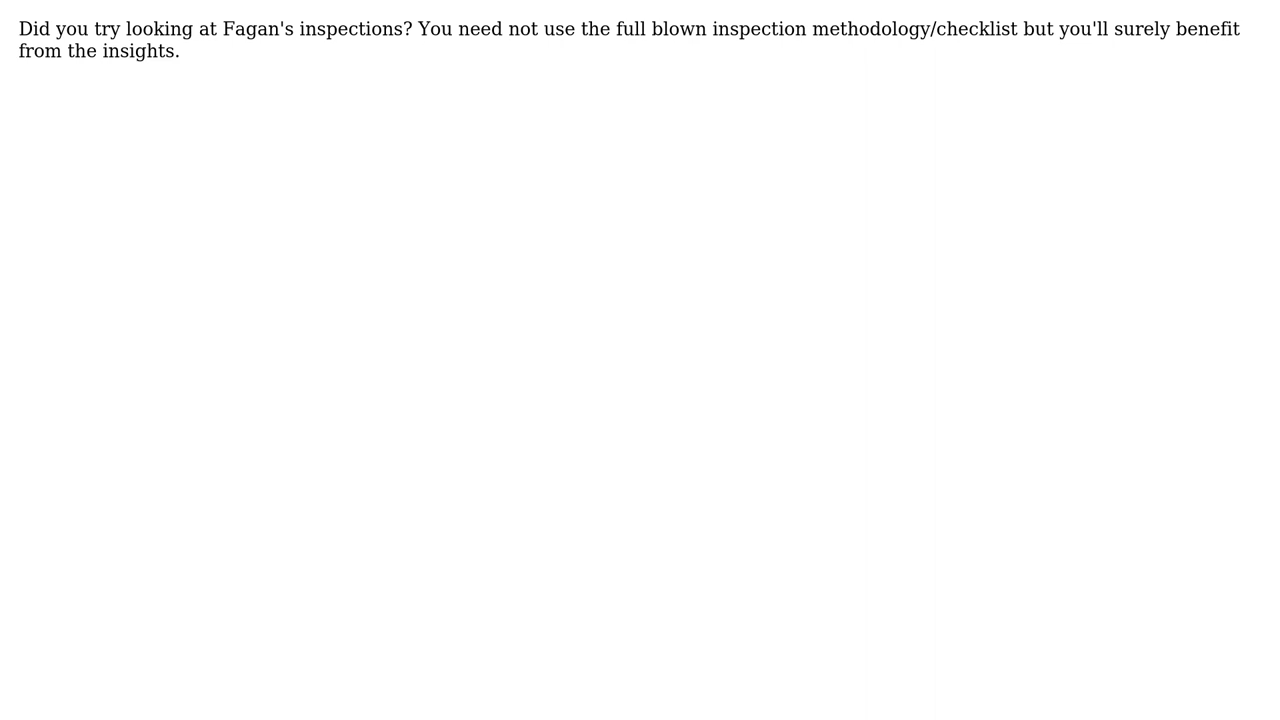 Did you try looking at Fagan's inspections? You need not use the full blown inspection methodology/checklist but you'll surely benefit
from the insights.